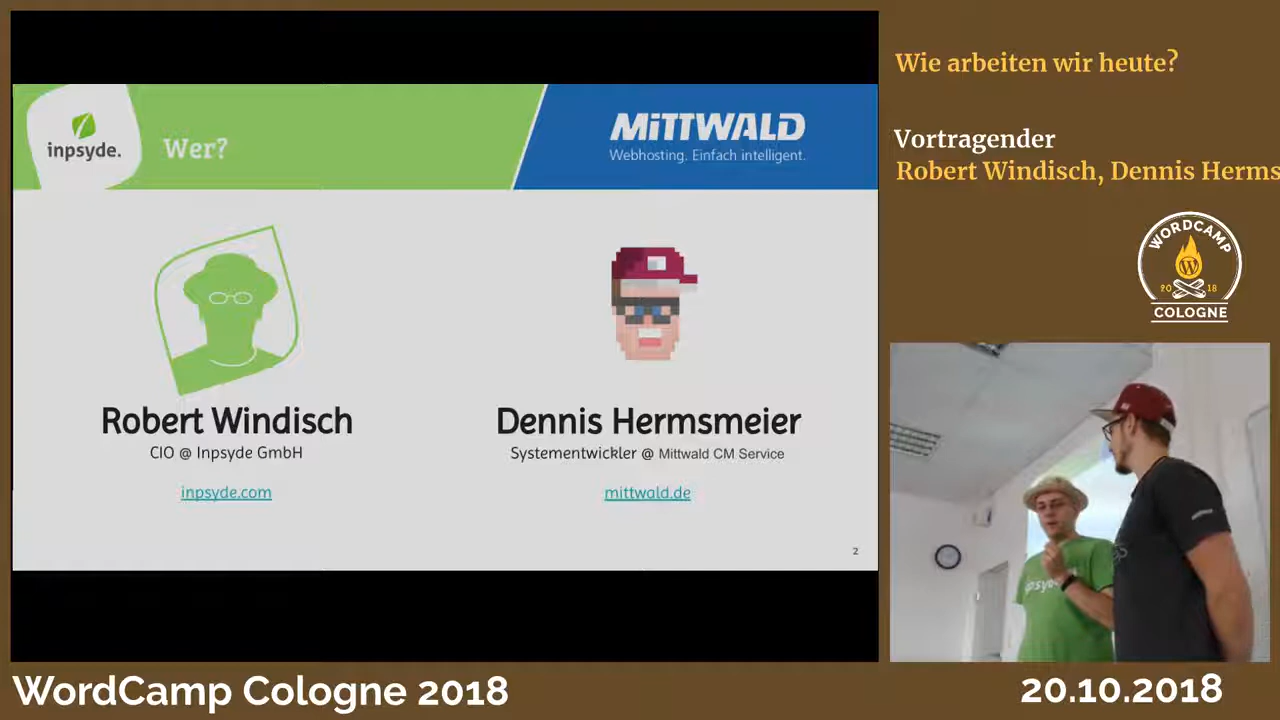 inpsyde.
Wer?
MiTTWALD
Webhosting. Einfach intelligent.
Robert Windisch
CIO @ Inpsyde GmbH
inpsyde.com
Dennis Hermsmeier
Systementwickler @ Mittwald CM Service
mittwald.de
2
Wie arbeiten wir heute?
Vortragender
Robert Windisch, Dennis Herms
WORDCAMP
2018
COLOGNE
WordCamp Cologne 2018
20.10.2018